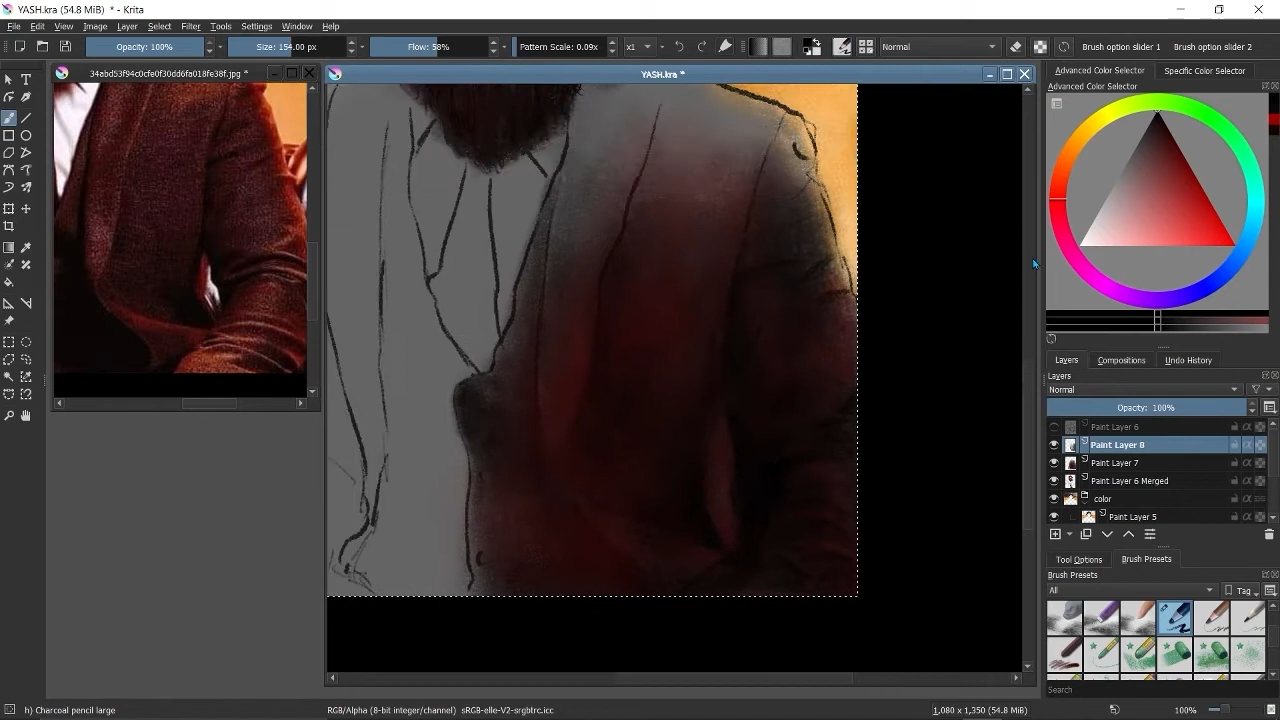 YASH.kra (54.8 MiB) * - Krita
File Edit View Image Layer Select Filter Tools Settings Window Help
Opacity: 100% Size: 154.00 px Flow: 58% Pattern Scale: 0.09x x1 Normal Brush option slider 1 Brush option slider 2
34abd53f94c0cfe0f30dd6fa018fe38f.jpg *
YASH.kra *
Advanced Color Selector Specific Color Selector
Advanced Color Selector
Layers Compositions Undo History
Layers
Normal
Opacity: 100%
Paint Layer 6
Paint Layer 8
Paint Layer 7
Paint Layer 6 Merged
color
Paint Layer 5
Tool Options Brush Presets
Brush Presets
All Tag
Search
h) Charcoal pencil large RGB/Alpha (8-bit integer/channel) sRGB-elle-V2-srgbtrc.icc 1,080 x 1,350 (54.8 MiB) 100%